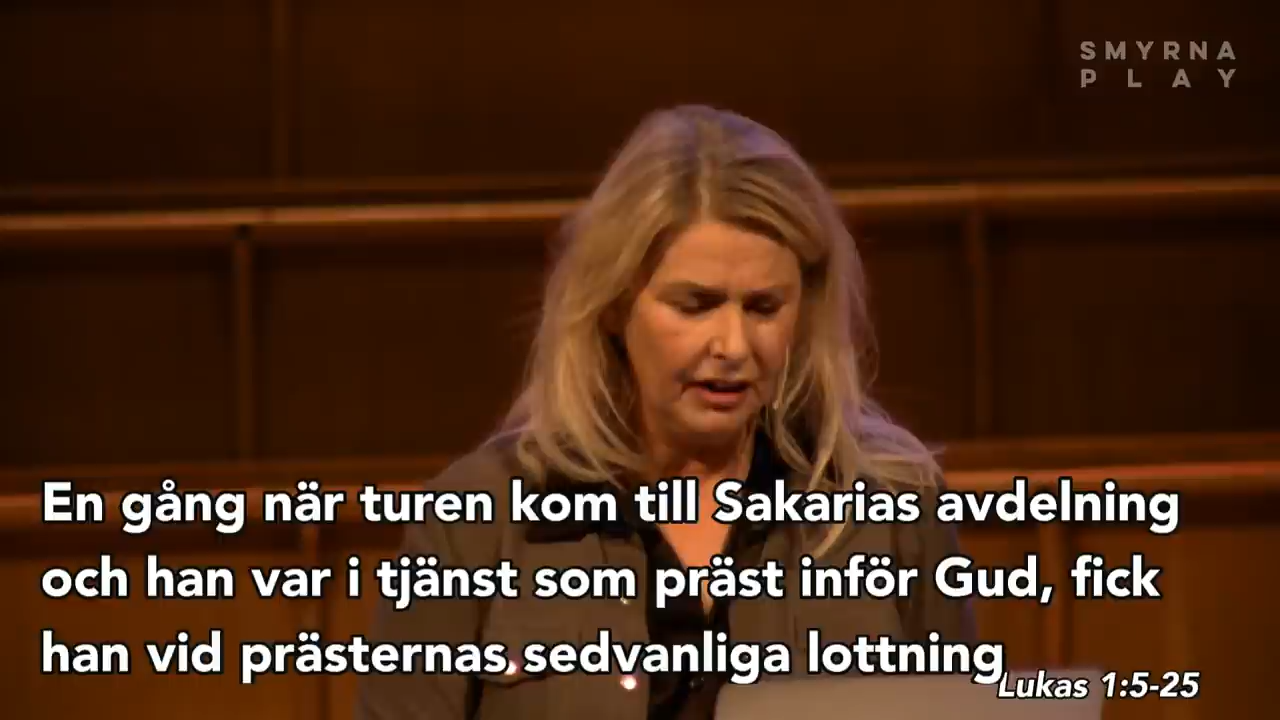 SMYRNA
PLAY
En gång när turen kom till Sakarias avdelning
och han var i tjänst som präst inför Gud, fick
han vid prästernas sedvanliga lottning
Lukas 1:5-25